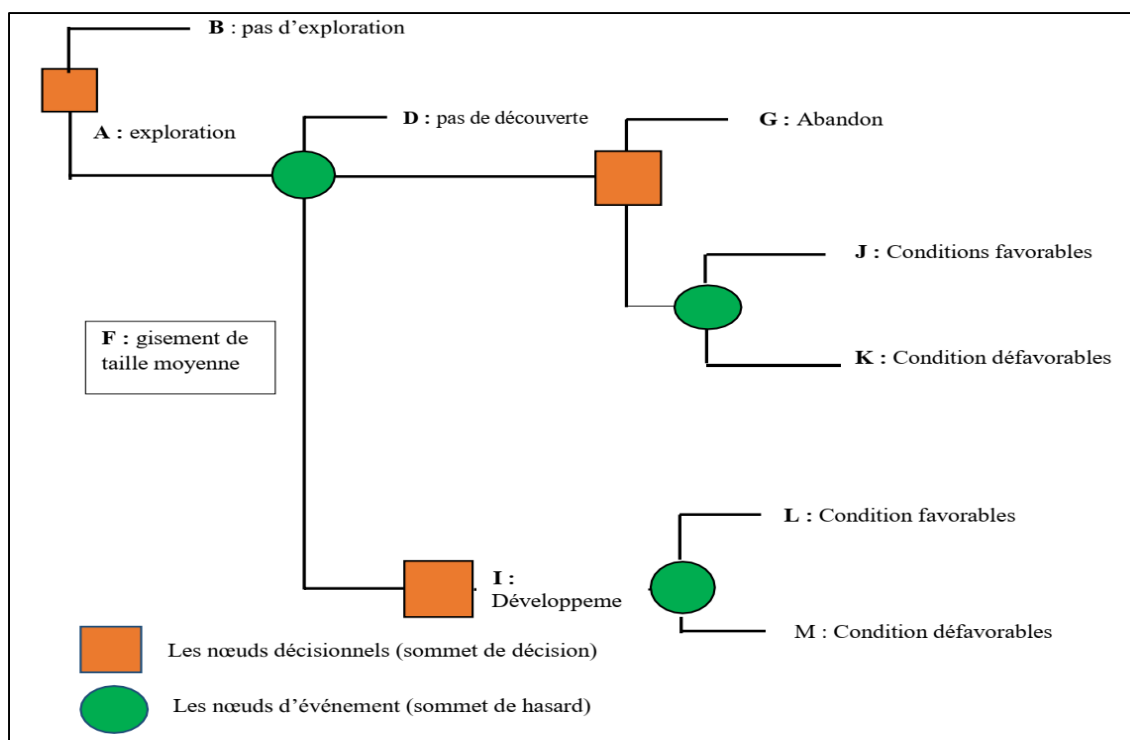 B : pas d’exploration
A : exploration
D : pas de découverte
G : Abandon
J : Conditions favorables
K : Condition défavorables
F : gisement de
taille moyenne
L : Condition favorables
I :
Développeme
M : Condition défavorables
Les nœuds décisionnels (sommet de décision)
Les nœuds d’événement (sommet de hasard)